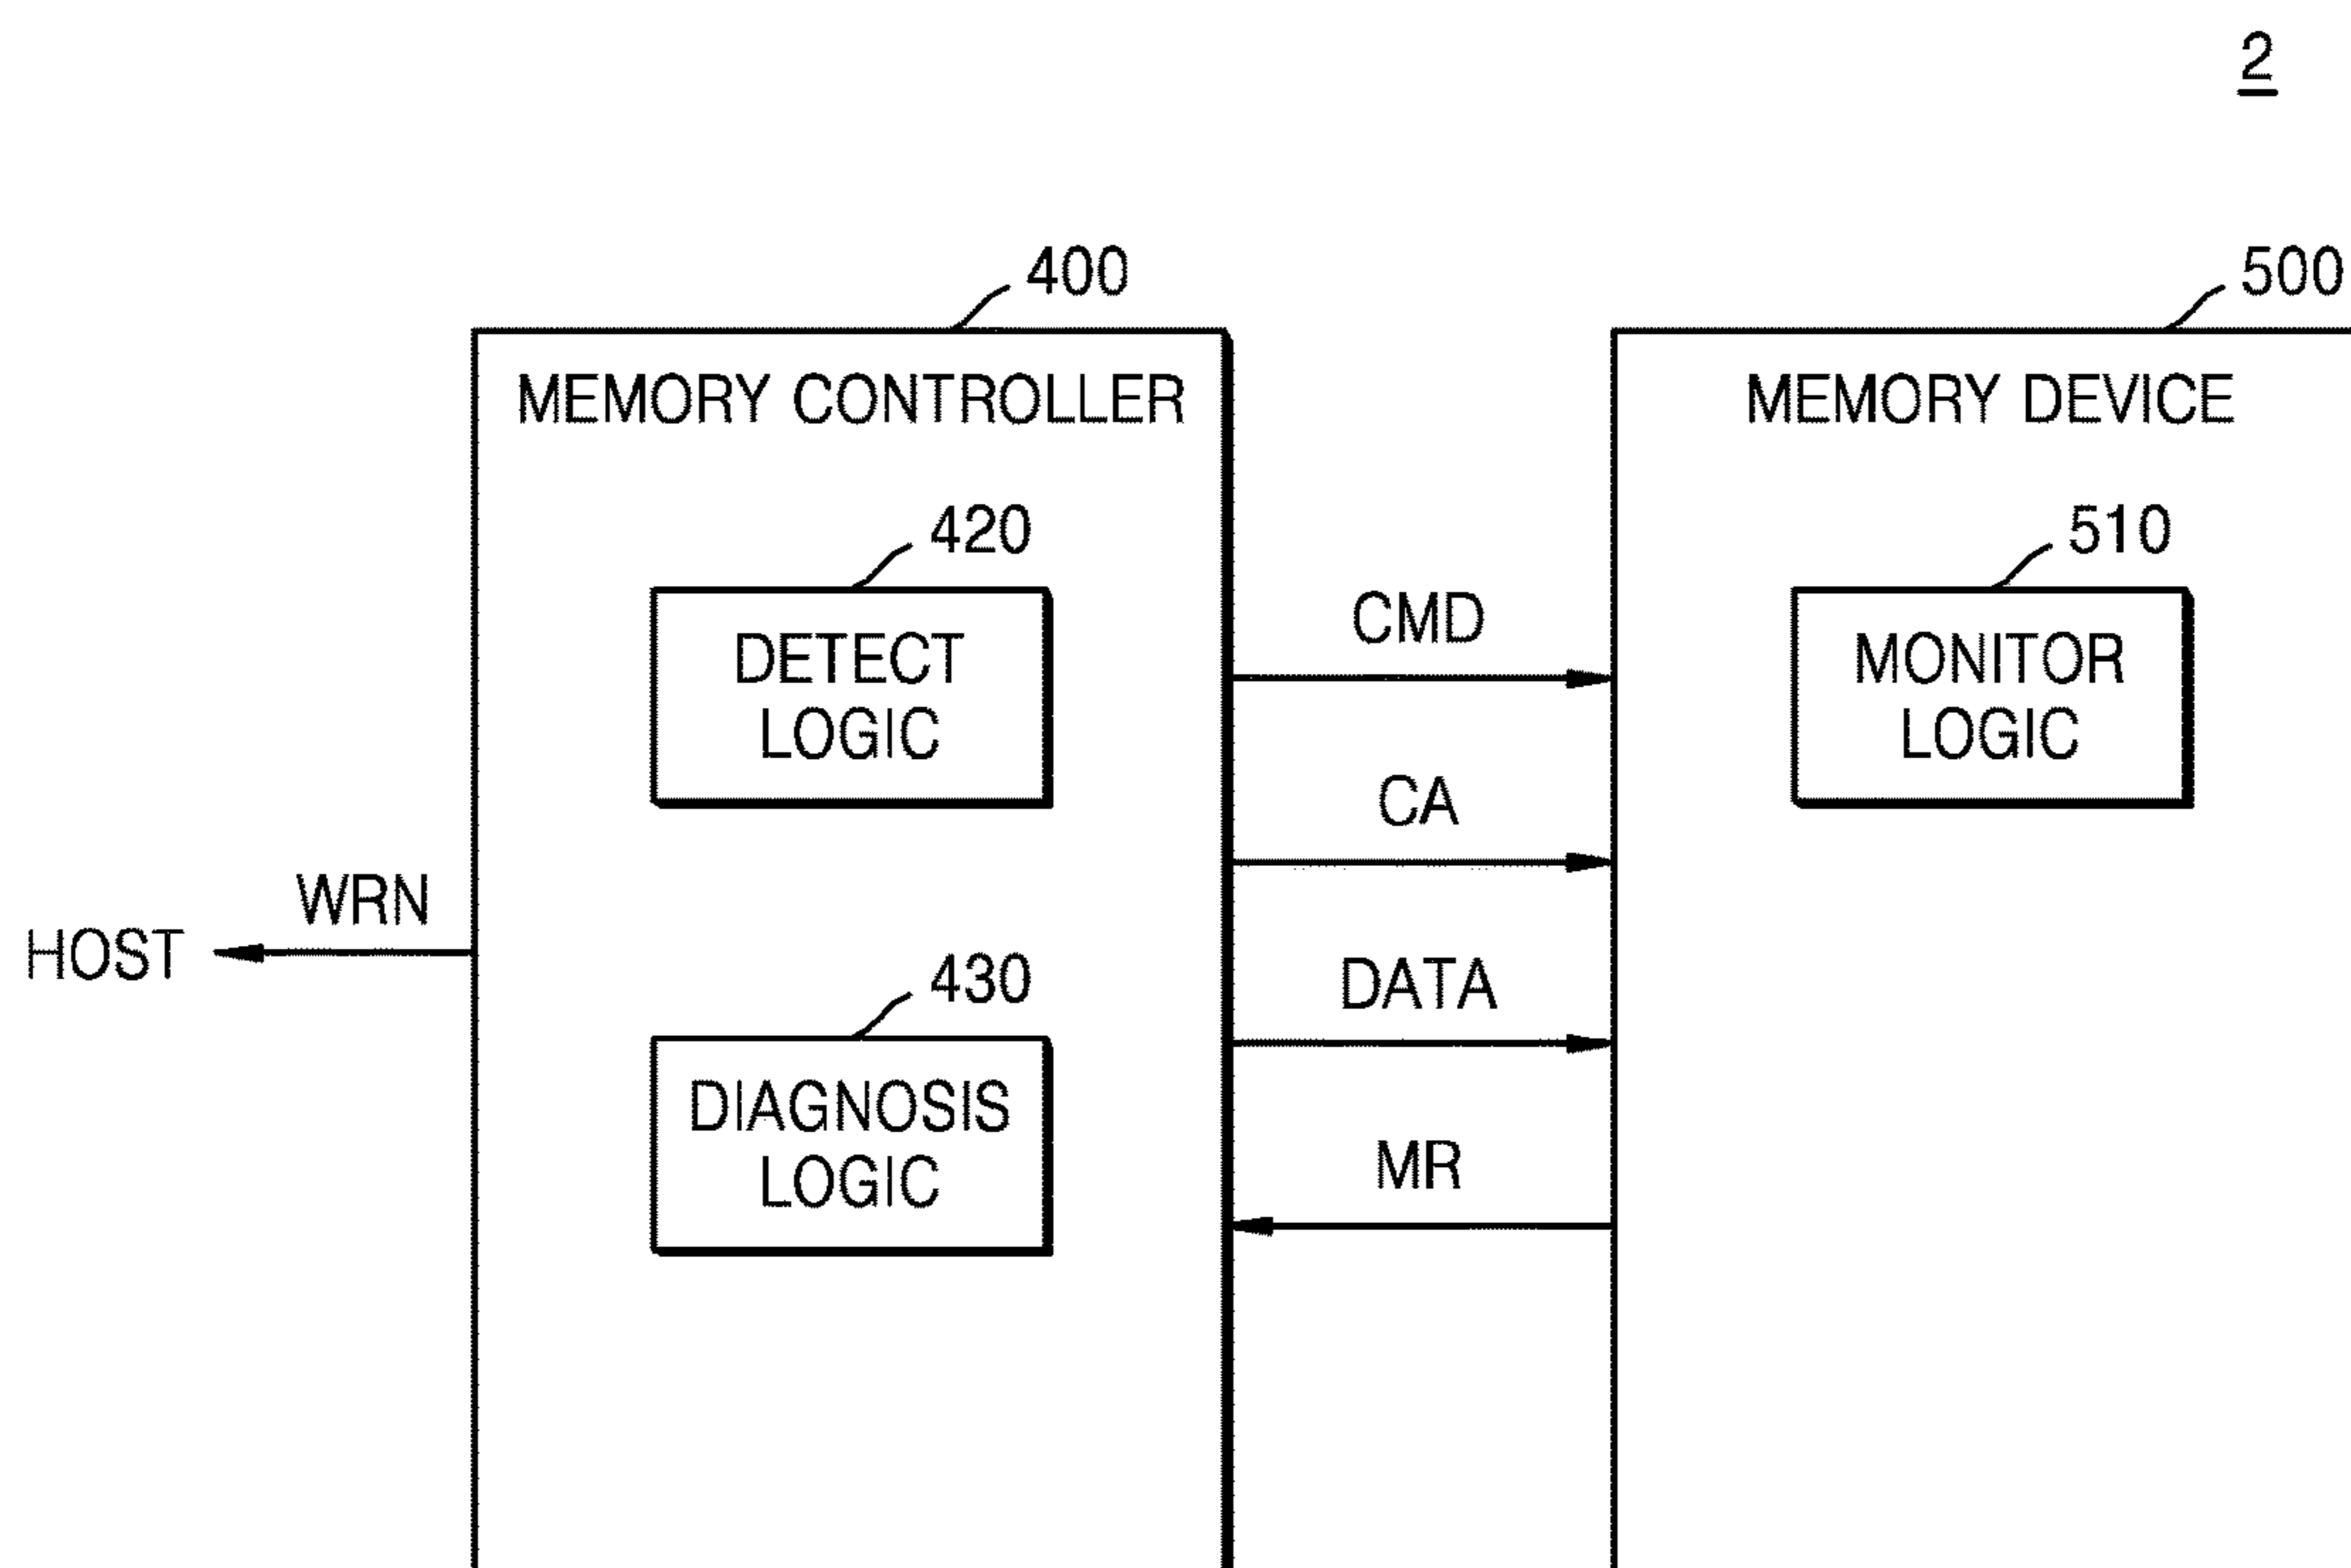 2
400
500
MEMORY CONTROLLER
MEMORY DEVICE
420
510
DETECT
LOGIC
CMD
MONITOR
LOGIC
CA
WRN
HOST
430
DATA
DIAGNOSIS
LOGIC
MR